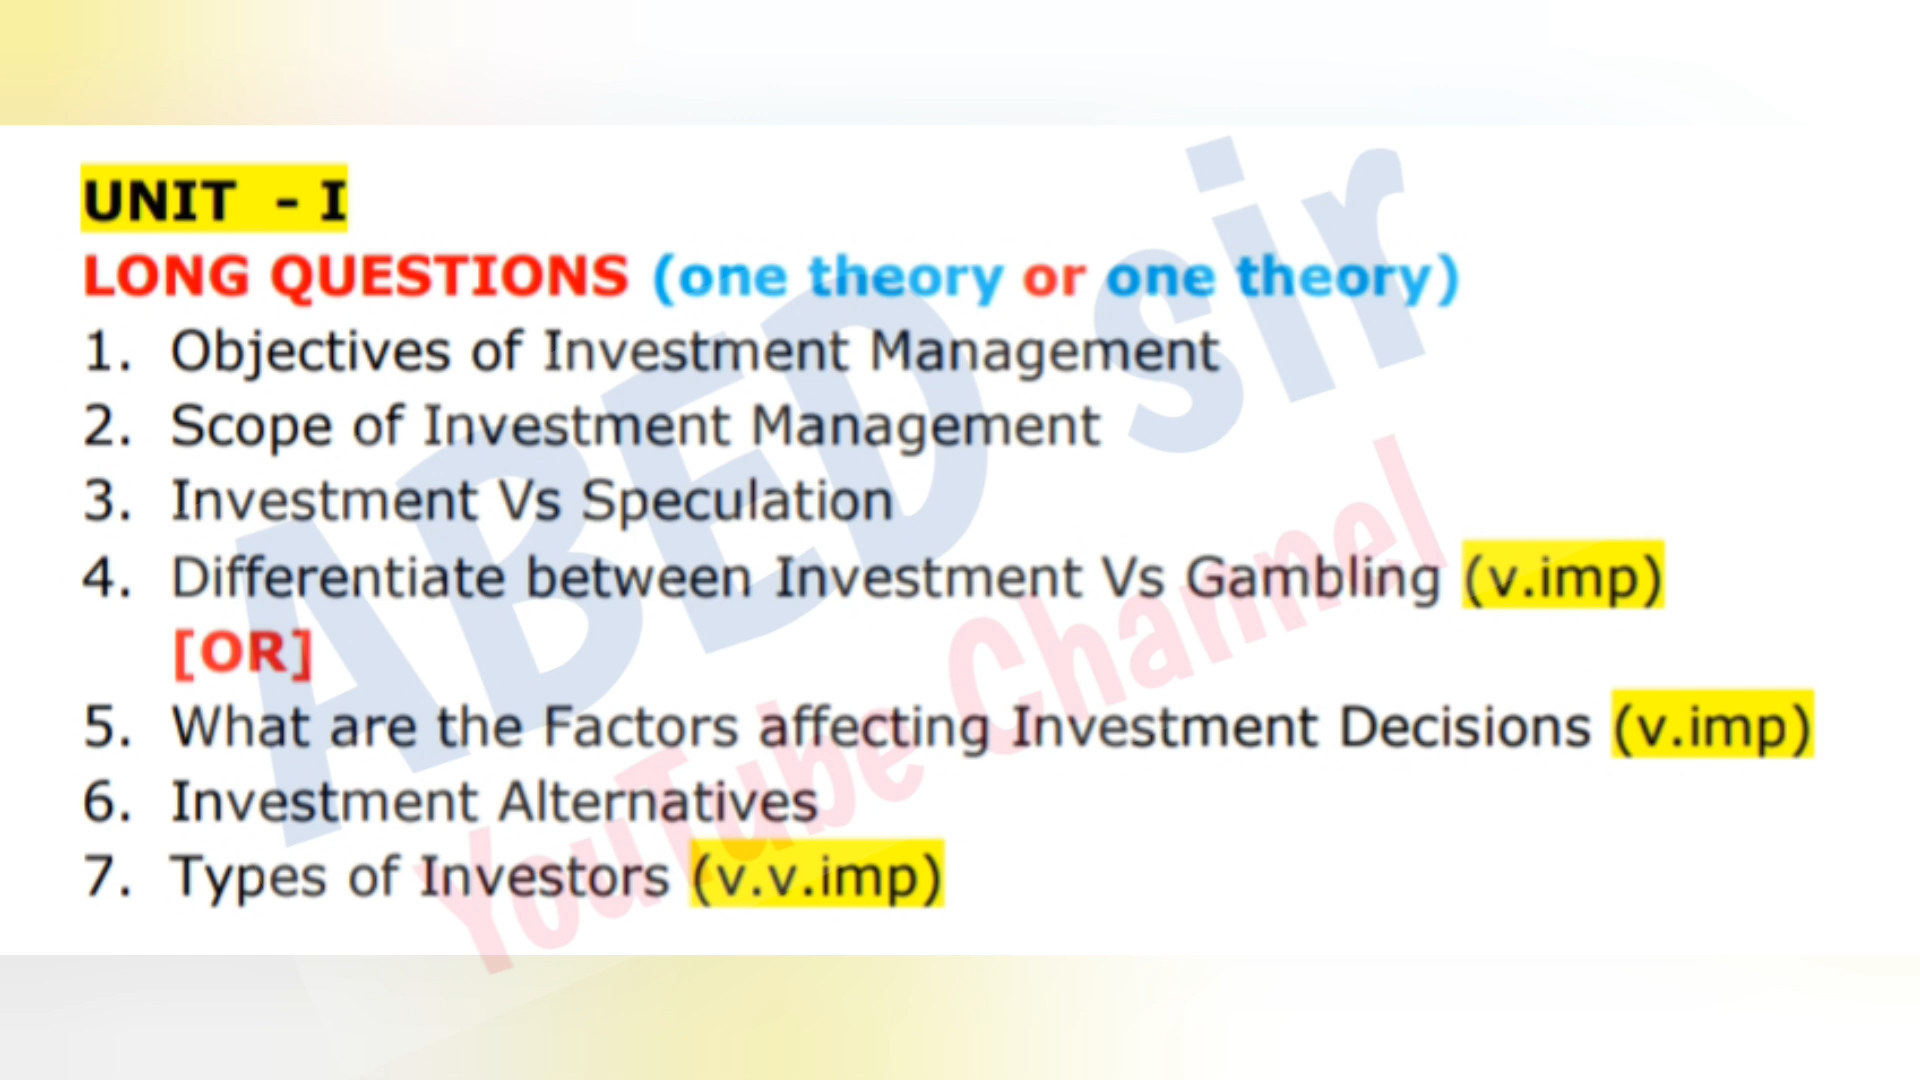 UNIT - I
LONG QUESTIONS (one theory or one theory)
1. Objectives of Investment Management
2. Scope of Investment Management
3. Investment Vs Speculation
4. Differentiate between Investment Vs Gambling (v.imp)
[OR]
5. What are the Factors affecting Investment Decisions (v.imp)
6. Investment Alternatives
7. Types of Investors (v.v.imp)
ABED sir
YouTube Channel